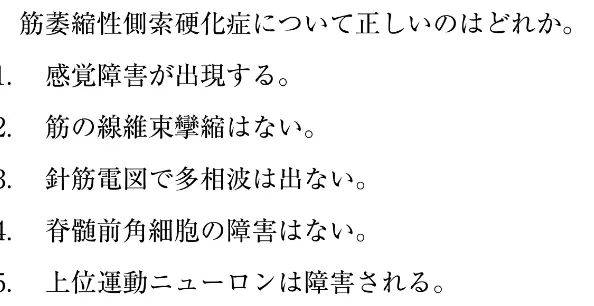 筋萎縮性側索硬化症について正しいのはどれか。
1. 感覚障害が出現する。
2. 筋の線維束攣縮はない。
3. 針筋電図で多相波は出ない。
4. 脊髄前角細胞の障害はない。
5. 上位運動ニューロンは障害される。